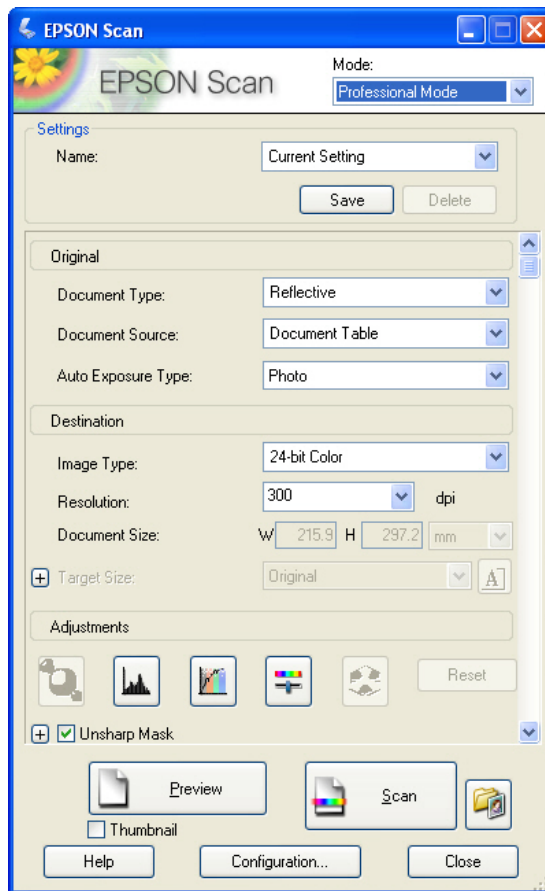 EPSON Scan
EPSON Scan
Mode:
Professional Mode
Settings
Name:
Current Setting
Save
Delete
Original
Document Type:
Reflective
Document Source:
Document Table
Auto Exposure Type:
Photo
Destination
Image Type:
24-bit Color
Resolution:
300
dpi
Document Size:
W 215.9 H 297.2 mm
Target Size:
Original
A
Adjustments
Reset
Unsharp Mask
Preview
Scan
Thumbnail
Help
Configuration...
Close